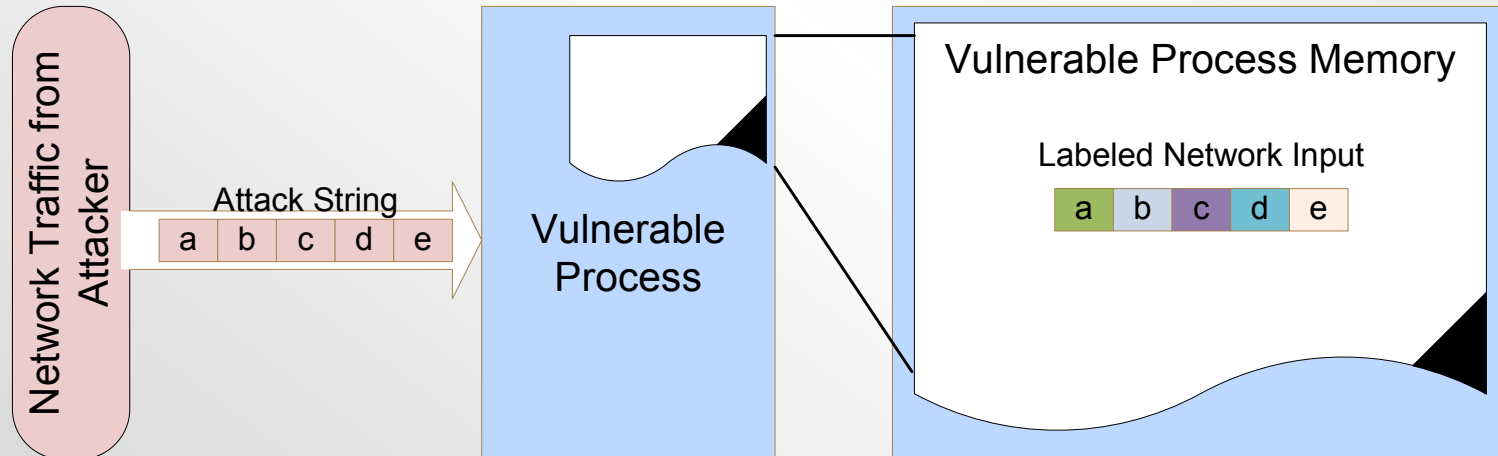 Network Traffic from
Attacker
Attack String
a b c d e
Vulnerable
Process
Vulnerable Process Memory
Labeled Network Input
a b c d e